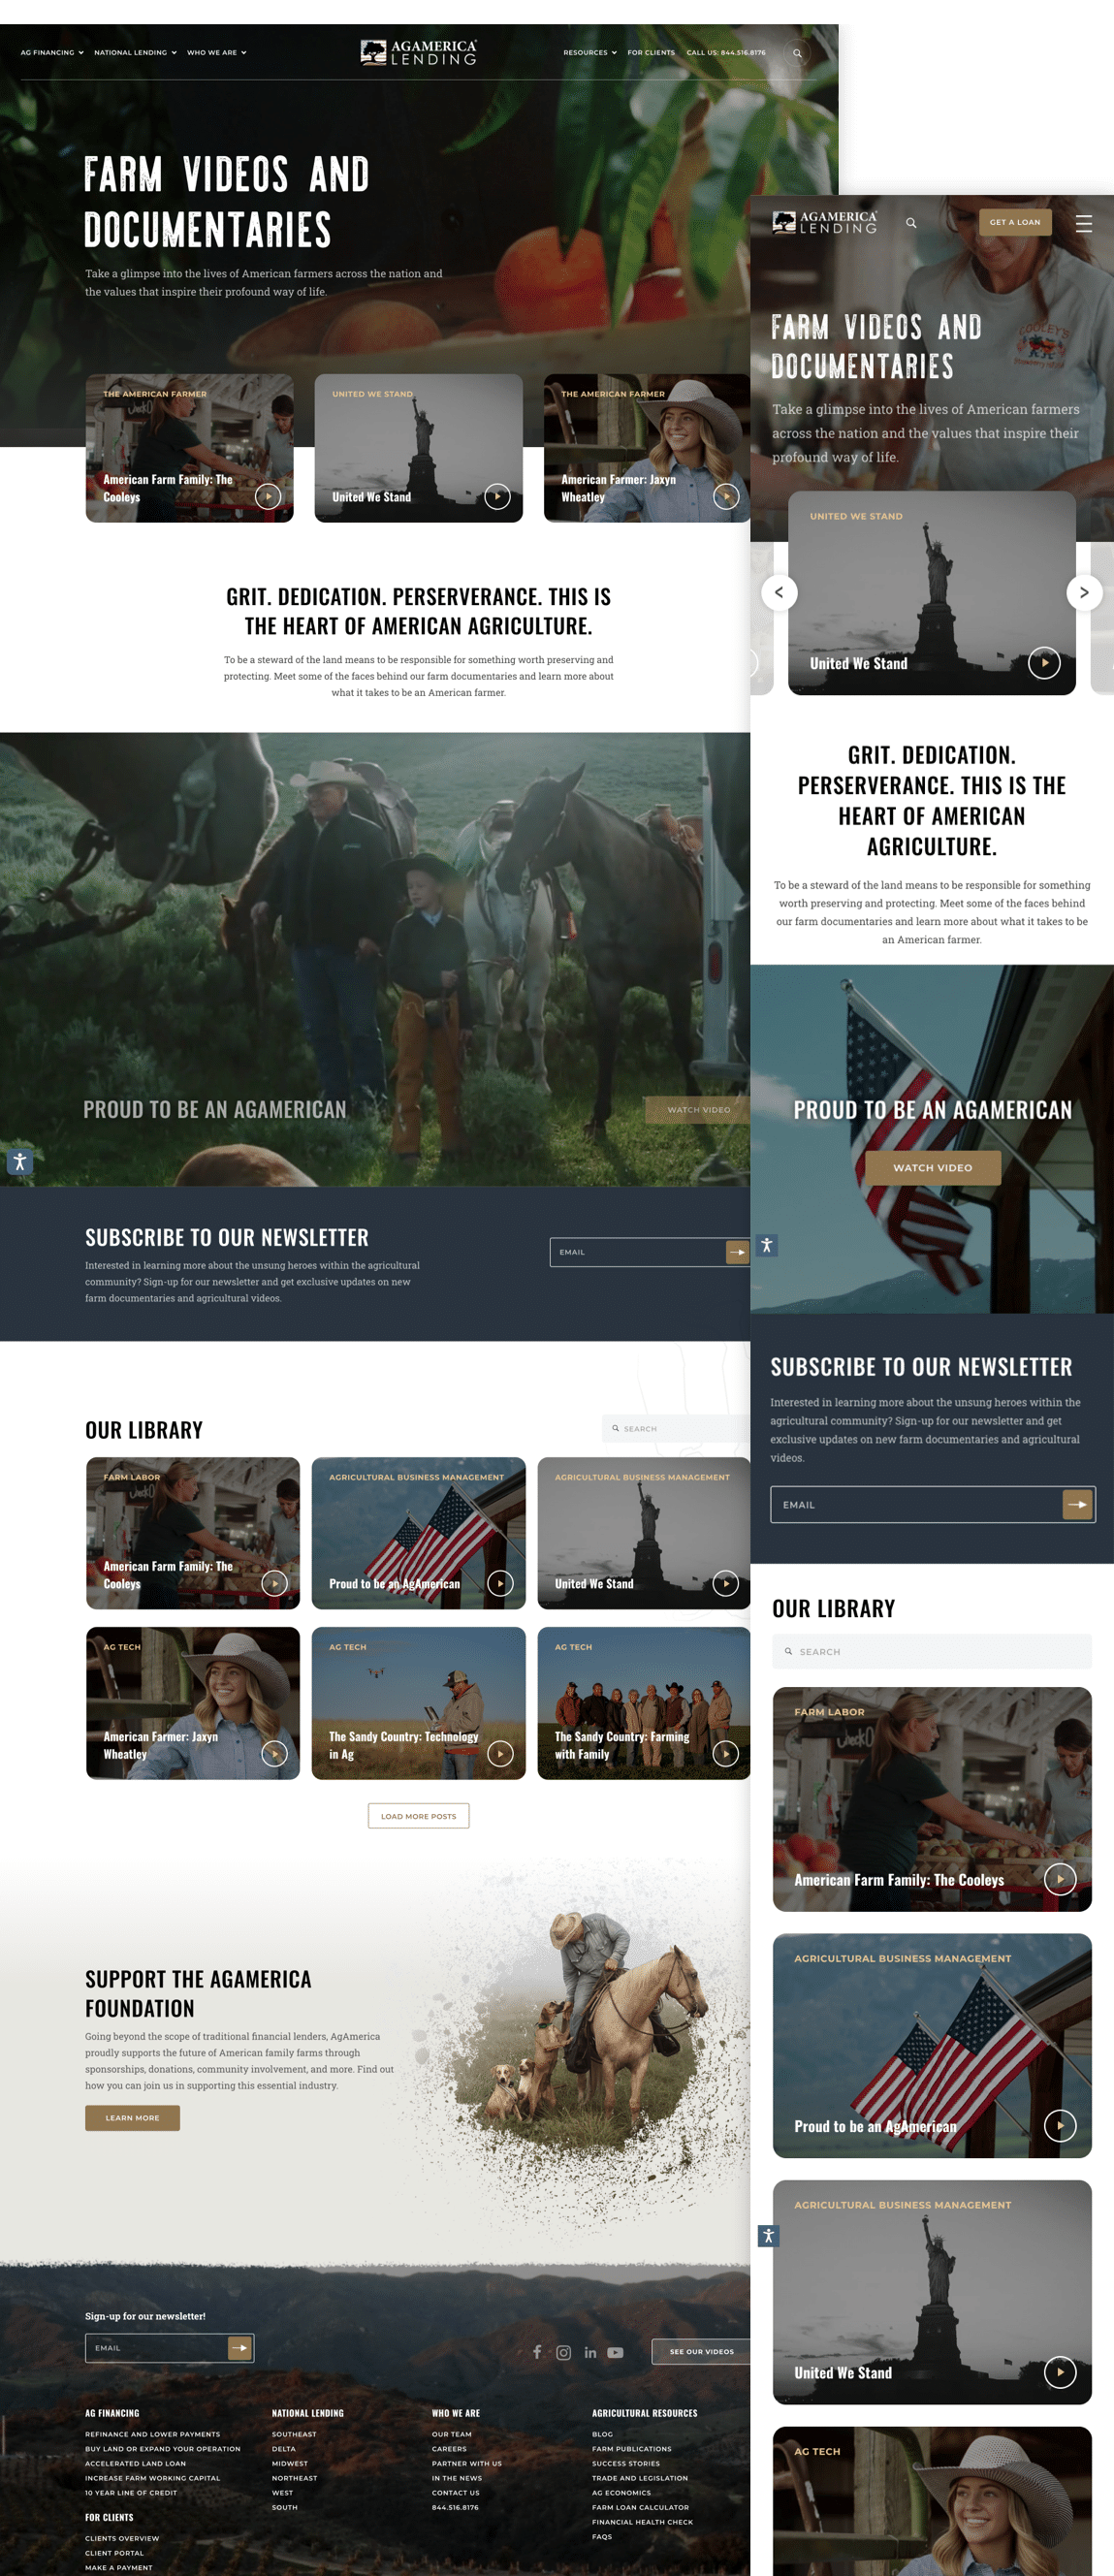 AG FINANCING
NATIONAL LENDING
WHO WE ARE
AGAMERICA
LENDING
RESOURCES
FOR CLIENTS
CALL US: 844.516.8176
FARM VIDEOS AND
DOCUMENTARIES
Take a glimpse into the lives of American farmers across the nation and
the values that inspire their profound way of life.
THE AMERICAN FARMER
American Farm Family: The
Cooleys
UNITED WE STAND
United We Stand
THE AMERICAN FARMER
American Farmer: Jaxyn
Wheatley
GRIT. DEDICATION. PERSERVERANCE. THIS IS
THE HEART OF AMERICAN AGRICULTURE.
To be a steward of the land means to be responsible for something worth preserving and
protecting. Meet some of the faces behind our farm documentaries and learn more about
what it takes to be an American farmer.
PROUD TO BE AN AGAMERICAN
WATCH VIDEO
SUBSCRIBE TO OUR NEWSLETTER
Interested in learning more about the unsung heroes within the agricultural
community? Sign-up for our newsletter and get exclusive updates on new
farm documentaries and agricultural videos.
EMAIL
OUR LIBRARY
SEARCH
FARM LABOR
American Farm Family: The
Cooleys
AGRICULTURAL BUSINESS MANAGEMENT
Proud to be an AgAmerican
AGRICULTURAL BUSINESS MANAGEMENT
United We Stand
AG TECH
American Farmer: Jaxyn
Wheatley
AG TECH
The Sandy Country: Technology
in Ag
AG TECH
The Sandy Country: Farming
with Family
LOAD MORE POSTS
SUPPORT THE AGAMERICA
FOUNDATION
Going beyond the scope of traditional financial lenders, AgAmerica
proudly supports the future of American family farms through
sponsorships, donations, community involvement, and more. Find out
how you can join us in supporting this essential industry.
LEARN MORE
Sign-up for our newsletter!
EMAIL
SEE OUR VIDEOS
AG FINANCING
REFINANCE AND LOWER PAYMENTS
BUY LAND OR EXPAND YOUR OPERATION
ACCELERATED LAND LOAN
INCREASE FARM WORKING CAPITAL
10 YEAR LINE OF CREDIT
FOR CLIENTS
CLIENTS OVERVIEW
CLIENT PORTAL
MAKE A PAYMENT
NATIONAL LENDING
SOUTHEAST
DELTA
MIDWEST
NORTHEAST
WEST
SOUTH
WHO WE ARE
OUR TEAM
CAREERS
PARTNER WITH US
IN THE NEWS
CONTACT US
844.516.8176
AGRICULTURAL RESOURCES
BLOG
FARM PUBLICATIONS
SUCCESS STORIES
TRADE AND LEGISLATION
AG ECONOMICS
FARM LOAN CALCULATOR
FINANCIAL HEALTH CHECK
FAQS
AGAMERICA
LENDING
GET A LOAN
COOLEY'S
FARM VIDEOS AND
DOCUMENTARIES
Take a glimpse into the lives of American farmers
across the nation and the values that inspire their
profound way of life.
UNITED WE STAND
United We Stand
GRIT. DEDICATION.
PERSERVERANCE. THIS IS THE
HEART OF AMERICAN
AGRICULTURE.
To be a steward of the land means to be responsible for something
worth preserving and protecting. Meet some of the faces behind
our farm documentaries and learn more about what it takes to be
an American farmer.
PROUD TO BE AN AGAMERICAN
WATCH VIDEO
SUBSCRIBE TO OUR NEWSLETTER
Interested in learning more about the unsung heroes within the
agricultural community? Sign-up for our newsletter and get
exclusive updates on new farm documentaries and agricultural
videos.
EMAIL
OUR LIBRARY
SEARCH
FARM LABOR
American Farm Family: The Cooleys
AGRICULTURAL BUSINESS MANAGEMENT
Proud to be an AgAmerican
AGRICULTURAL BUSINESS MANAGEMENT
United We Stand
AG TECH